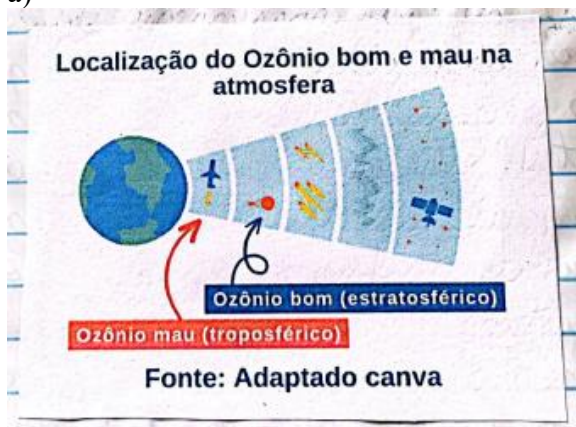 a)
Localização do Ozônio bom e mau na
atmosfera
Ozônio bom (estratosférico)
Ozônio mau (troposférico)
Fonte: Adaptado canva